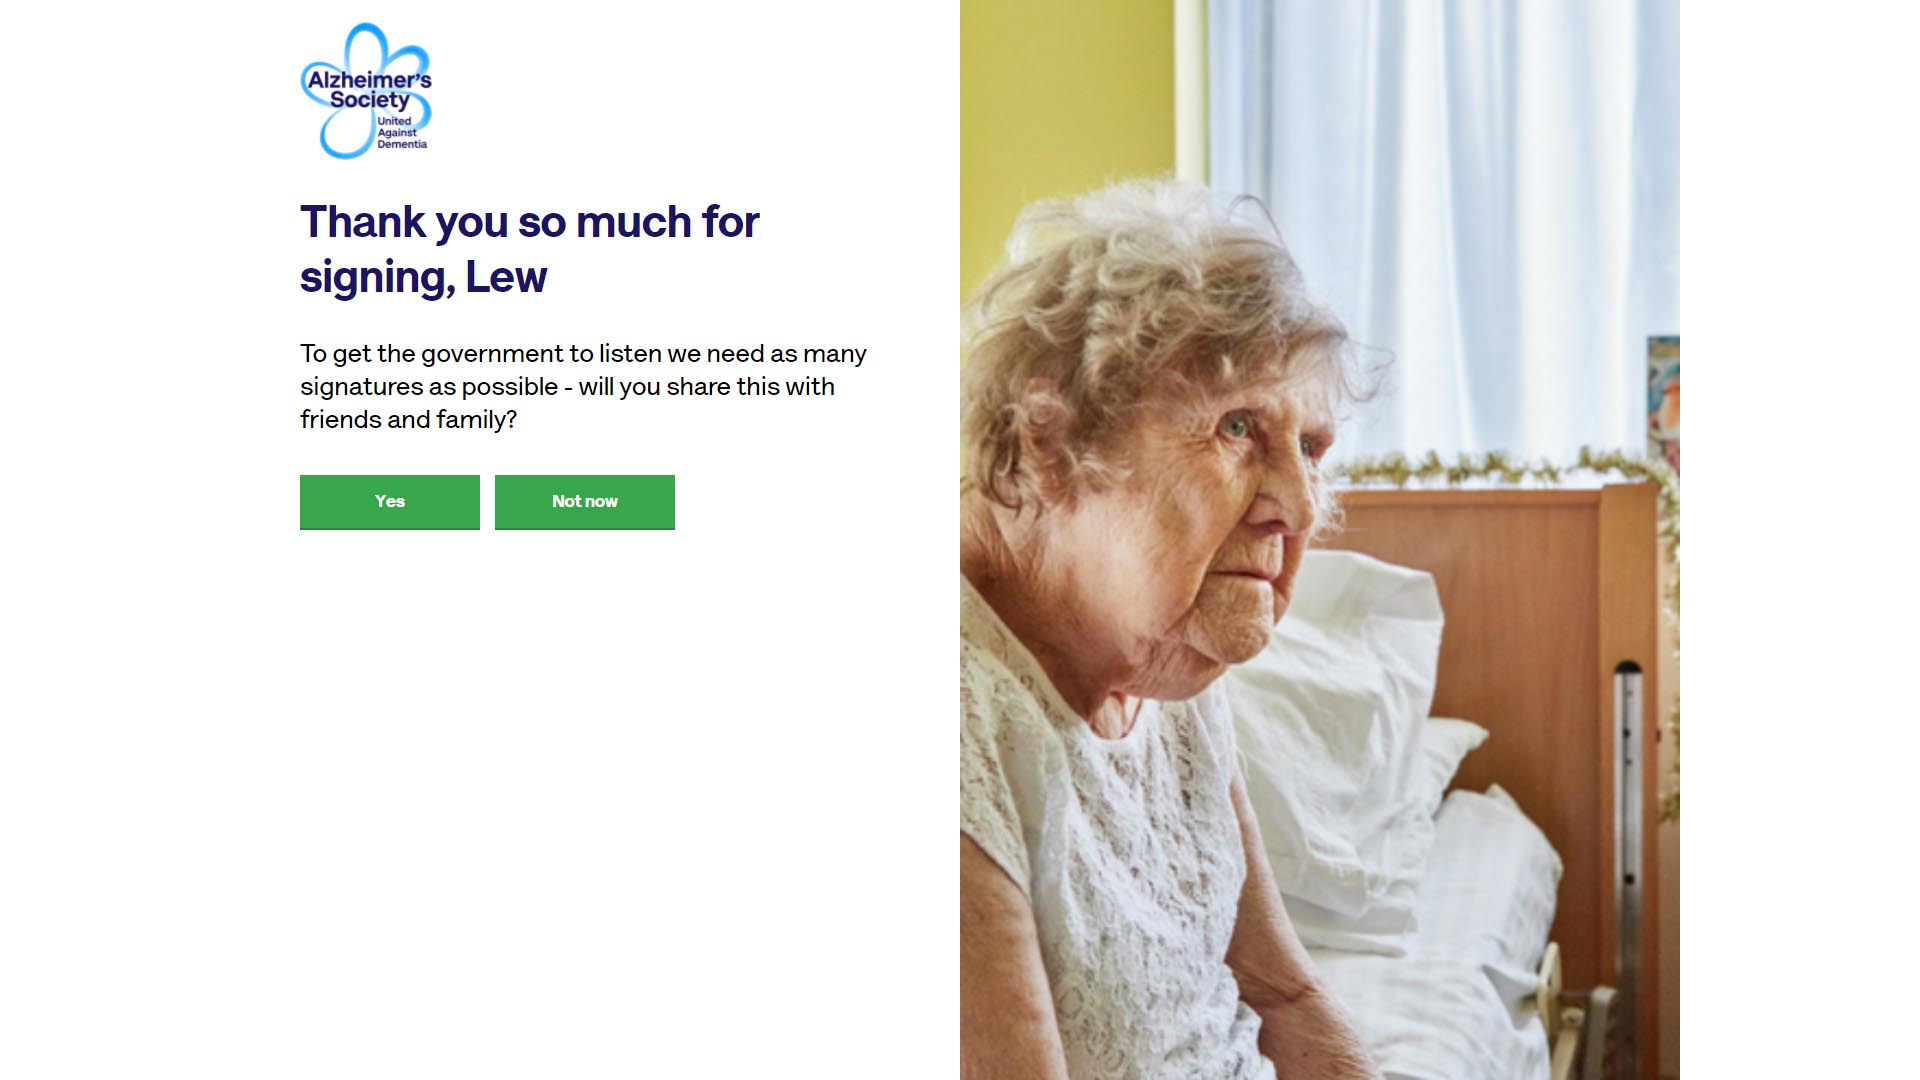 Alzheimer's
Society
United
Against
Dementia
Thank you so much for
signing, Lew
To get the government to listen we need as many
signatures as possible - will you share this with
friends and family?
Yes
Not now